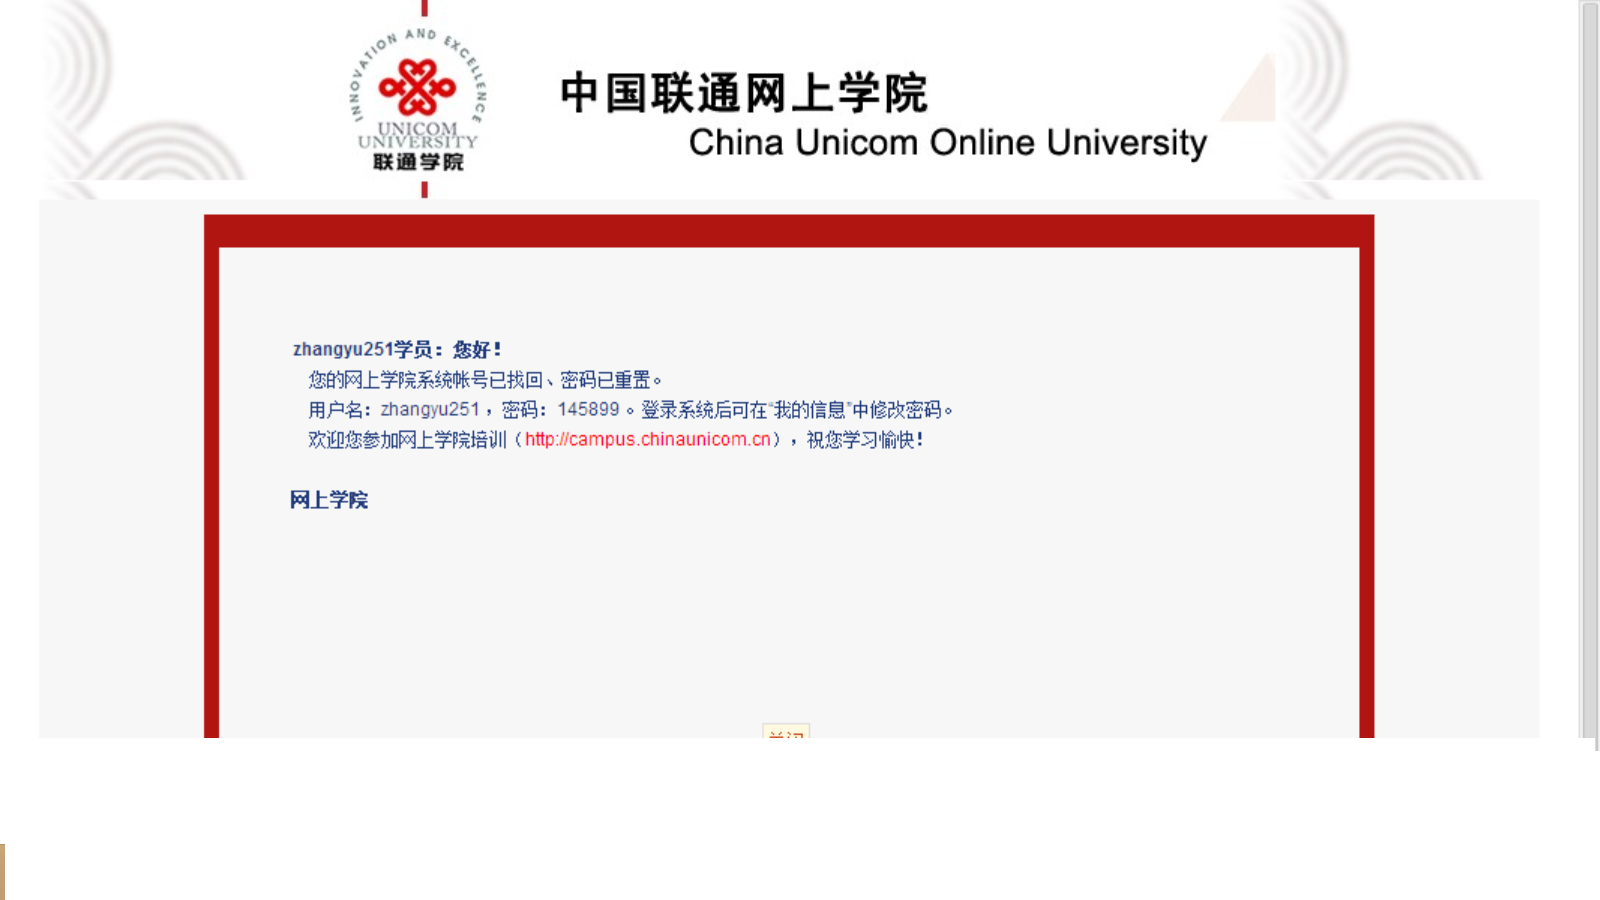 INNOVATION AND EXCELLENCE
UNICOM
UNIVERSITY
联通学院
中国联通网上学院
China Unicom Online University
zhangyu251学员：您好！
您的网上学院系统帐号已找回、密码已重置。
用户名：zhangyu251，密码：145899。登录系统后可在“我的信息”中修改密码。
欢迎您参加网上学院培训（http://campus.chinaunicom.cn），祝您学习愉快！
网上学院